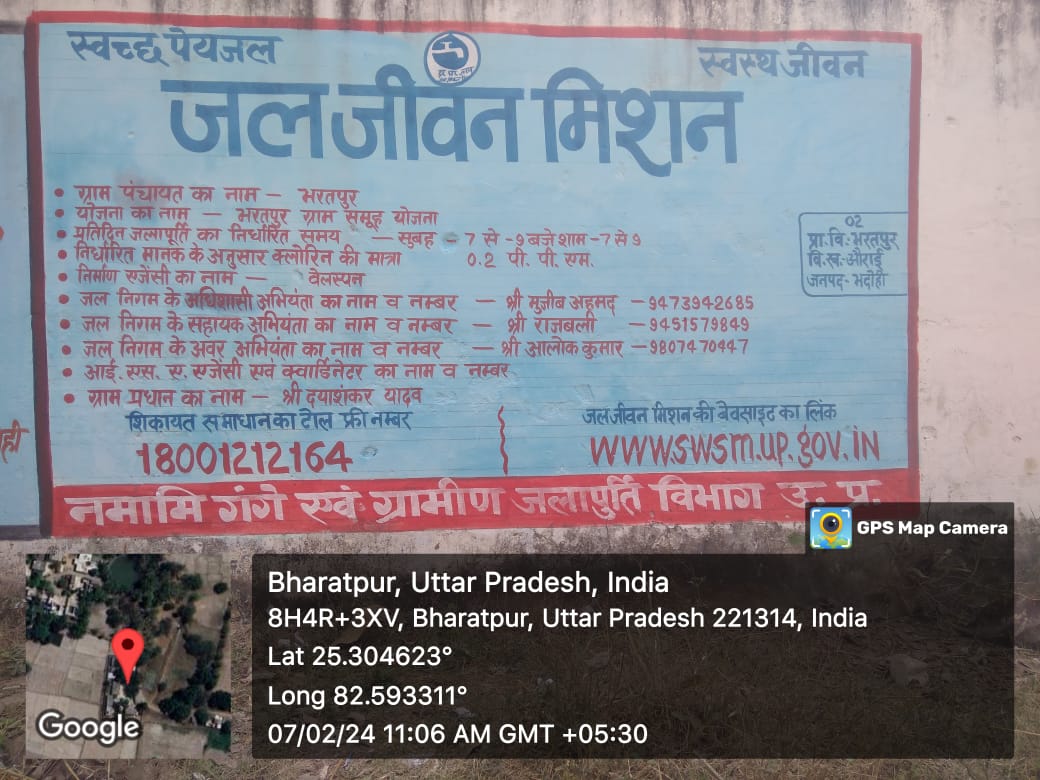 स्वच्छ पेयजल
स्वस्थ जीवन
जल जीवन मिशन
• ग्राम पंचायत का नाम – भरतपुर
• योजना का नाम – भरतपुर ग्राम समूह योजना
• प्रतिदिन जलापूर्ति का निर्धारित समय – सुबह - 7 से - 9 बजे शाम - 7 से 9
• निर्धारित मानक के अनुसार क्लोरिन की मात्रा 0.2 पी. पी. एम.
• निर्माण एजेंसी का नाम – वेलस्पन
• जल निगम के अधिशासी अभियंता का नाम व नम्बर – श्री मुजीब अहमद – 9473942685
• जल निगम के सहायक अभियंता का नाम व नम्बर – श्री राजबली – 9451579849
• जल निगम के अवर अभियंता का नाम व नम्बर – श्री आलोक कुमार – 9807470447
• आई. एस. ए. एजेंसी एवं क्वार्डिनेटर का नाम व नम्बर
• ग्राम प्रधान का नाम – श्री दयाशंकर यादव
02
प्रा. वि. - भरतपुर
वि. ख. - औराई
जनपद - भदोही
शिकायत समाधान का टोल फ्री नम्बर
18001212164
जलजीवन मिशन की बेवसाइट का लिंक
www.swsm.up.gov.in
नमामि गंगे एवं ग्रामीण जलापुर्ति विभाग उ. प्र.
GPS Map Camera
Bharatpur, Uttar Pradesh, India
8H4R+3XV, Bharatpur, Uttar Pradesh 221314, India
Lat 25.304623°
Long 82.593311°
07/02/24 11:06 AM GMT +05:30
Google